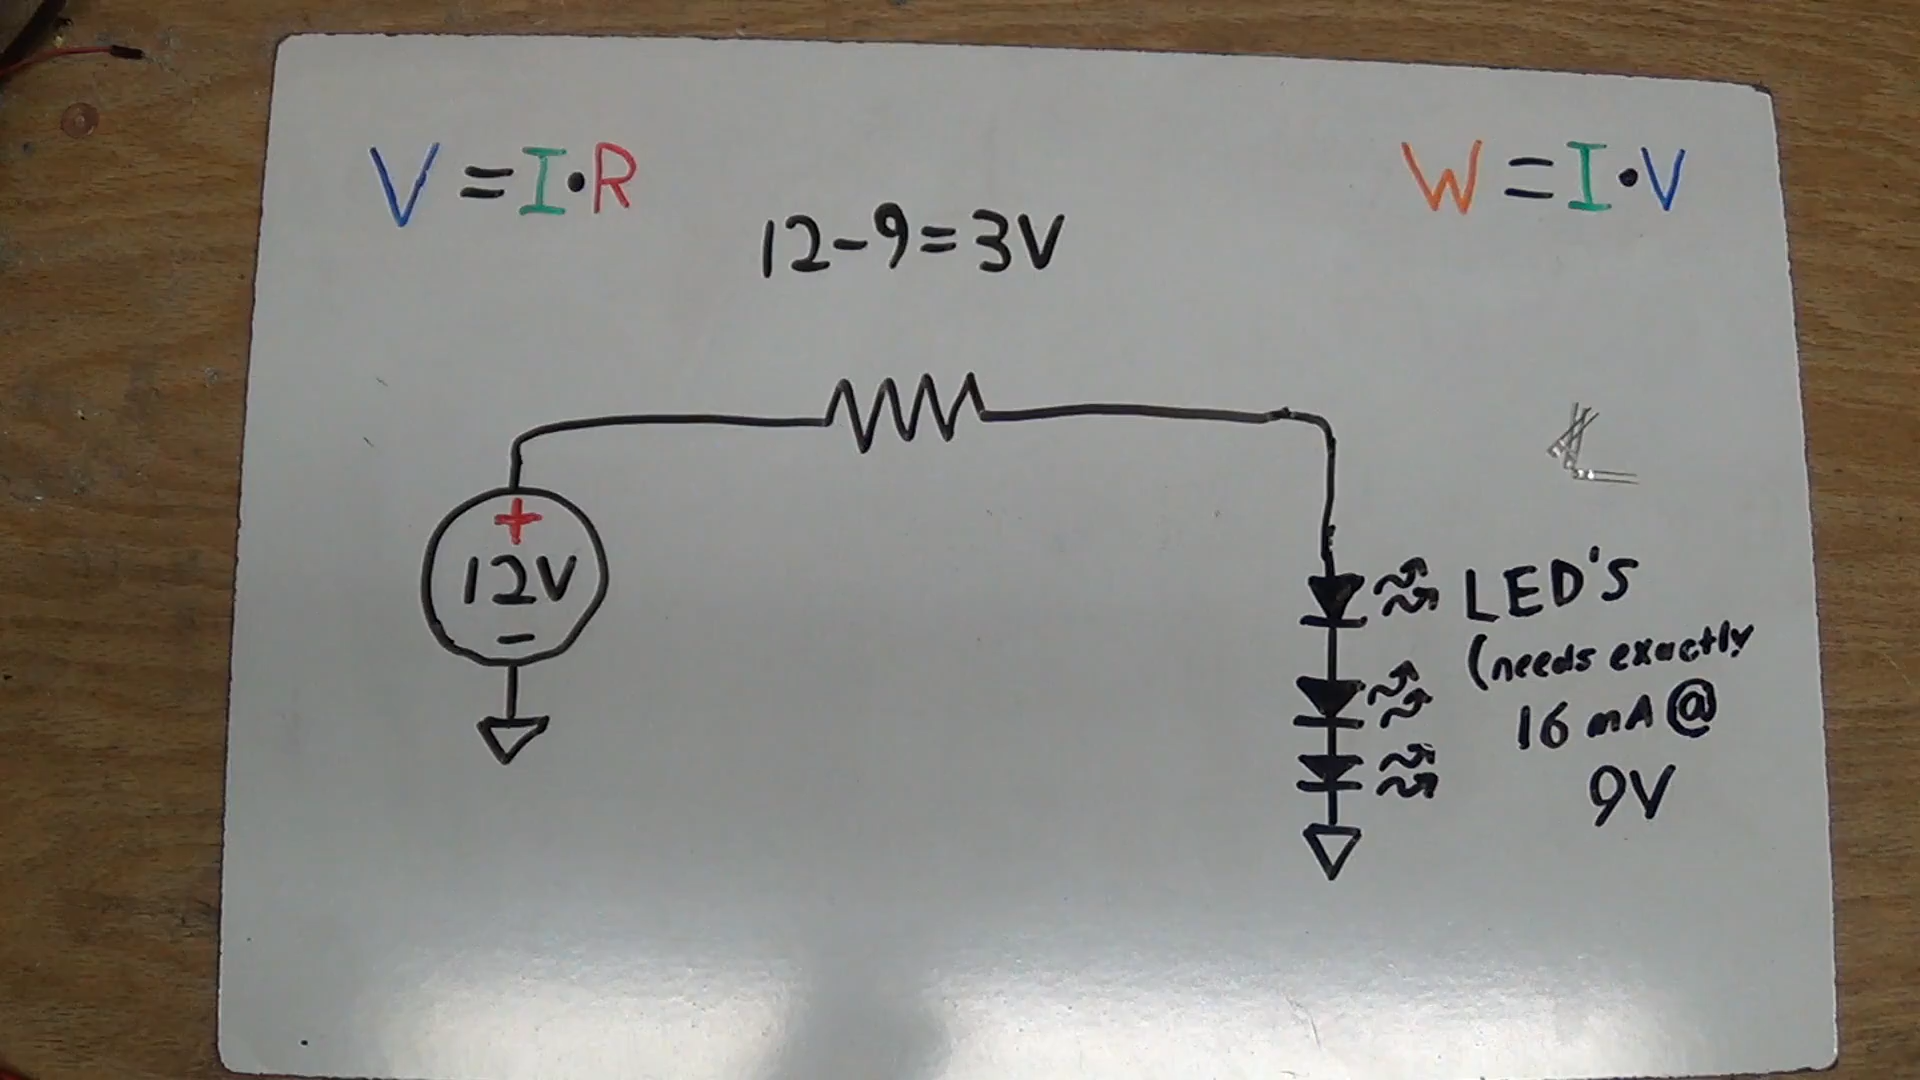 V = I·R
W = I·V
12-9=3V
+
12V
-
LED'S
(needs exactly
16 mA @
9V